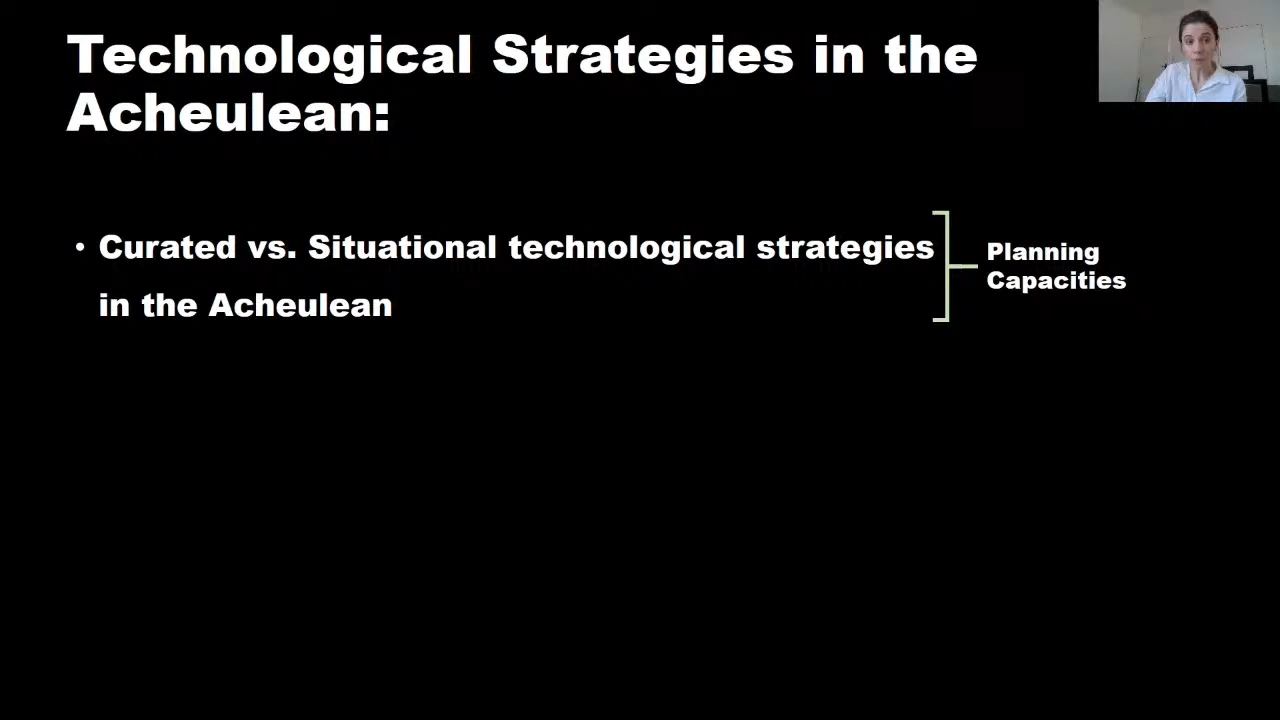 Technological Strategies in the
Acheulean:
• Curated vs. Situational technological strategies
in the Acheulean
Planning
Capacities